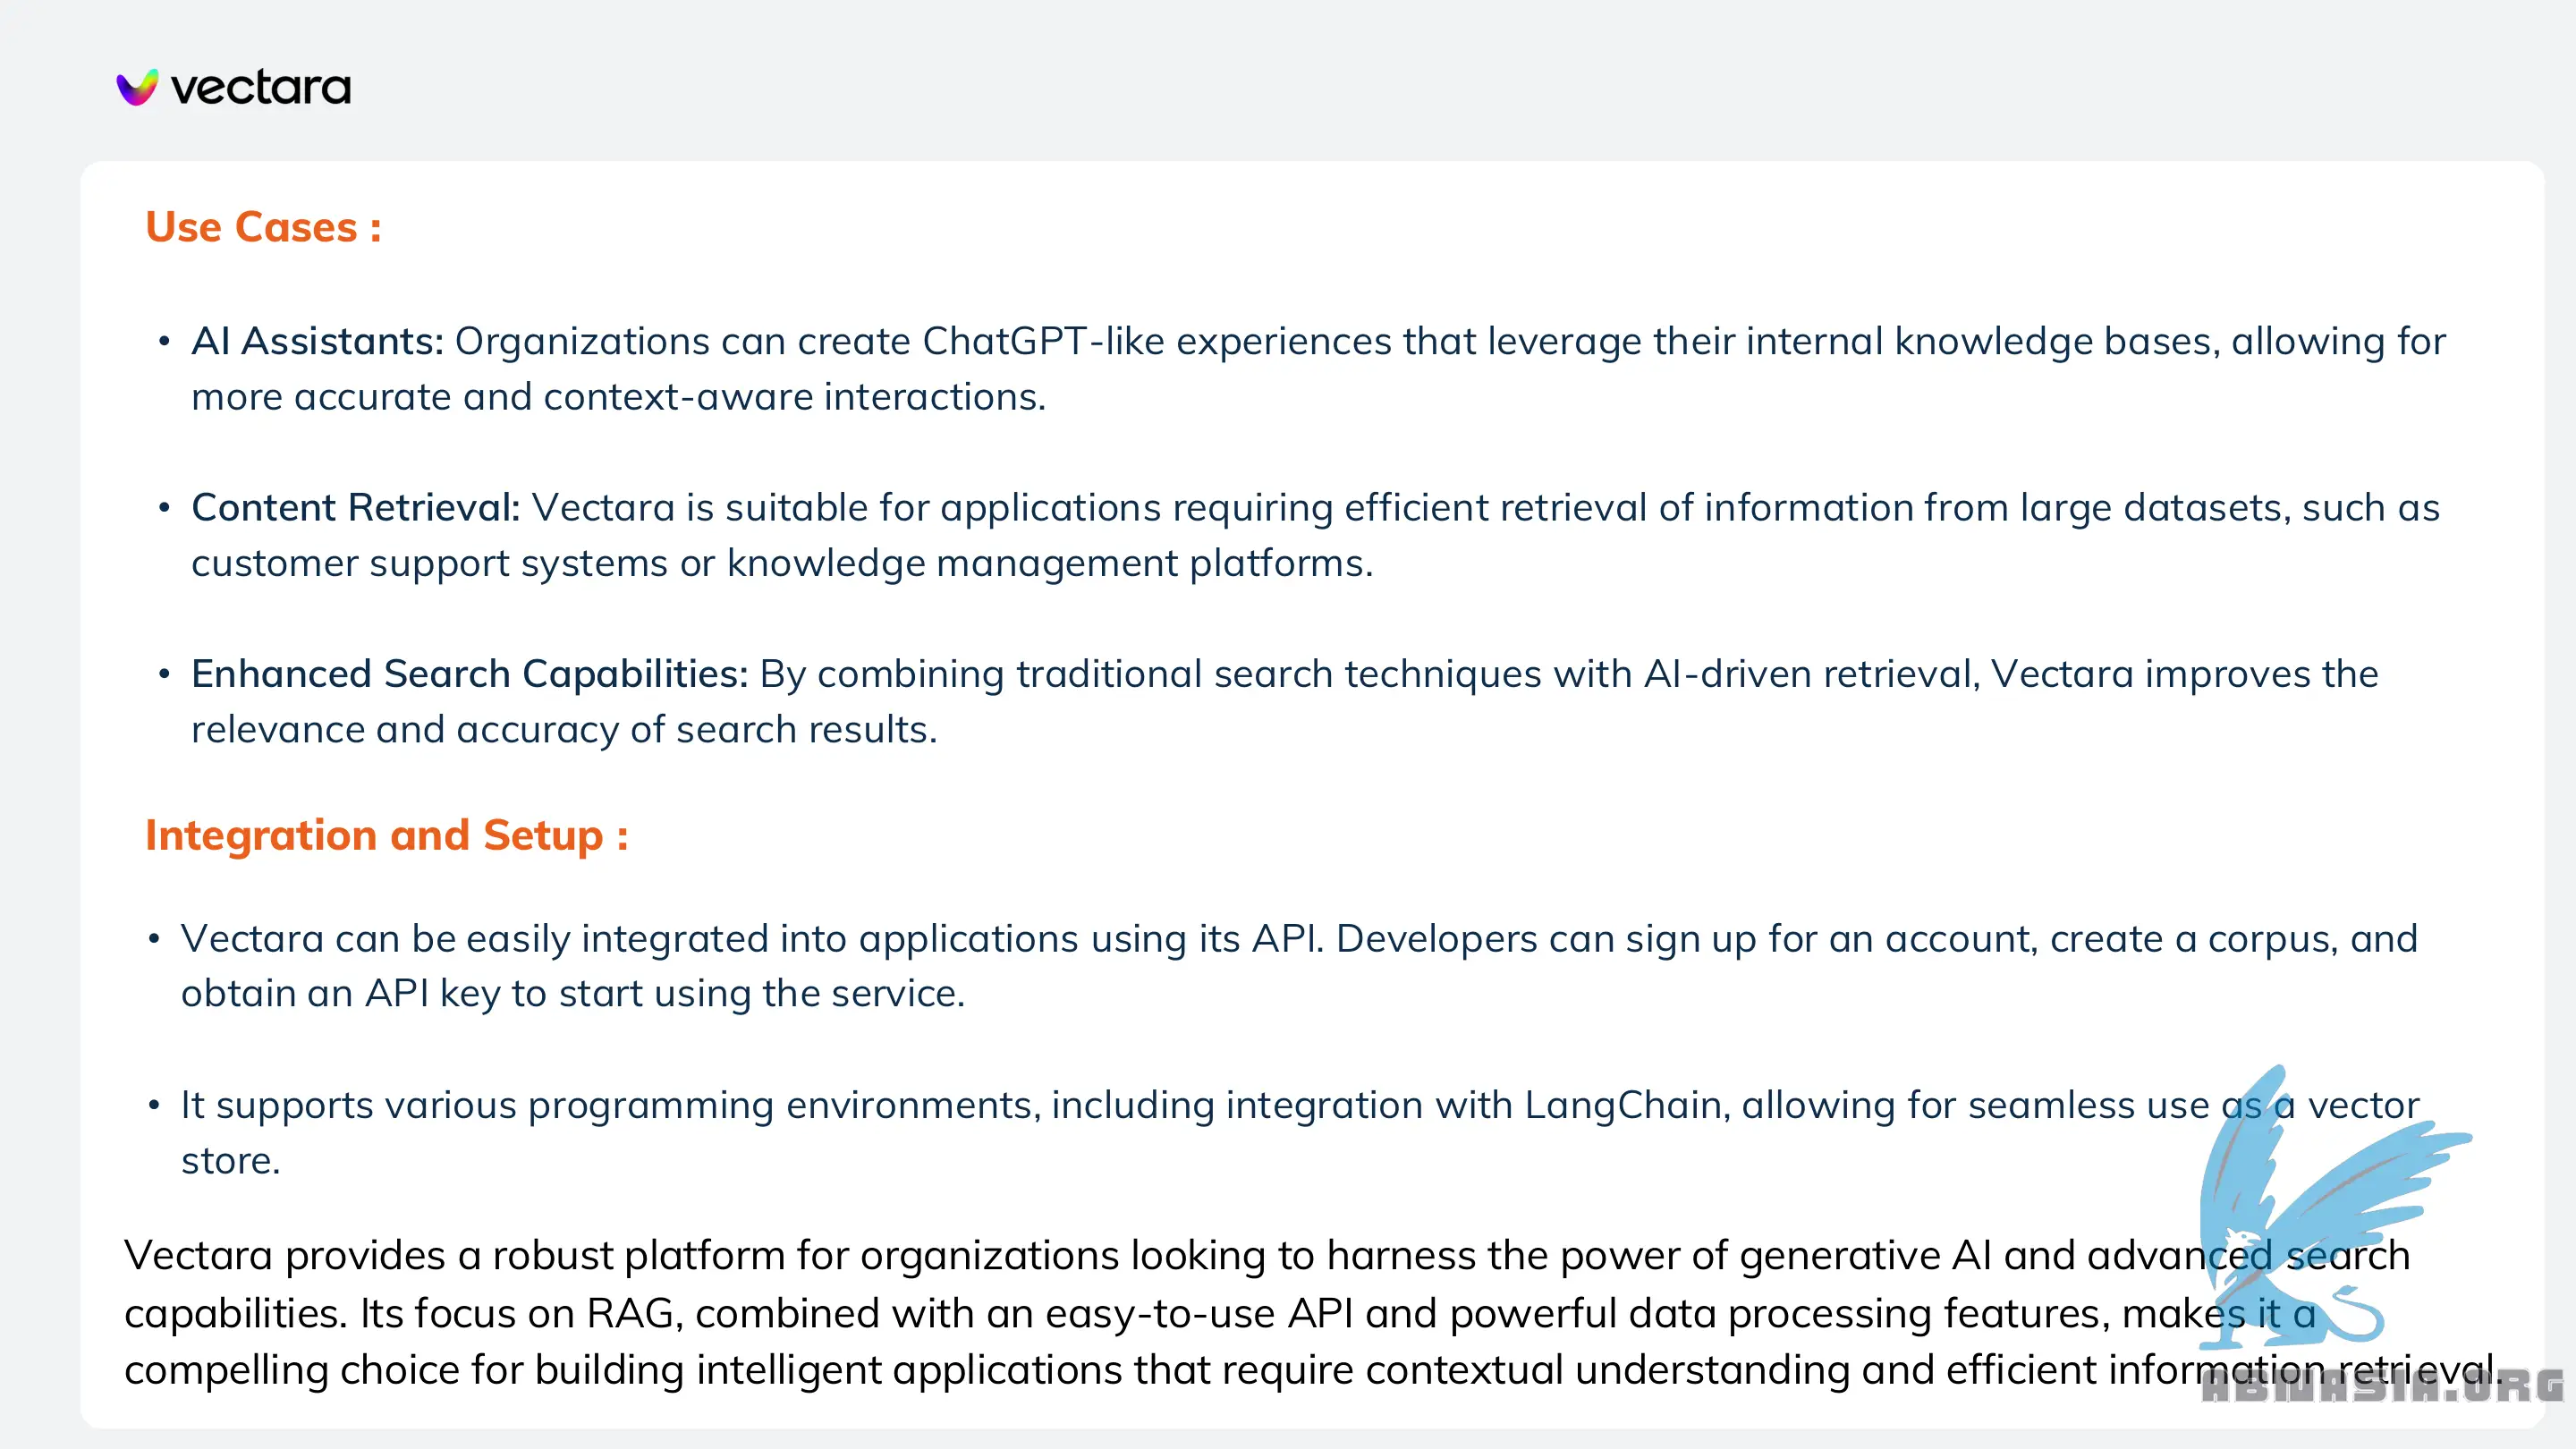 vectara
Use Cases :
• AI Assistants: Organizations can create ChatGPT-like experiences that leverage their internal knowledge bases, allowing for
more accurate and context-aware interactions.
• Content Retrieval: Vectara is suitable for applications requiring efficient retrieval of information from large datasets, such as
customer support systems or knowledge management platforms.
• Enhanced Search Capabilities: By combining traditional search techniques with AI-driven retrieval, Vectara improves the
relevance and accuracy of search results.
Integration and Setup :
• Vectara can be easily integrated into applications using its API. Developers can sign up for an account, create a corpus, and
obtain an API key to start using the service.
• It supports various programming environments, including integration with LangChain, allowing for seamless use as a vector
store.
Vectara provides a robust platform for organizations looking to harness the power of generative AI and advanced search
capabilities. Its focus on RAG, combined with an easy-to-use API and powerful data processing features, makes it a
compelling choice for building intelligent applications that require contextual understanding and efficient information retrieval.
ABNASIA.ORG